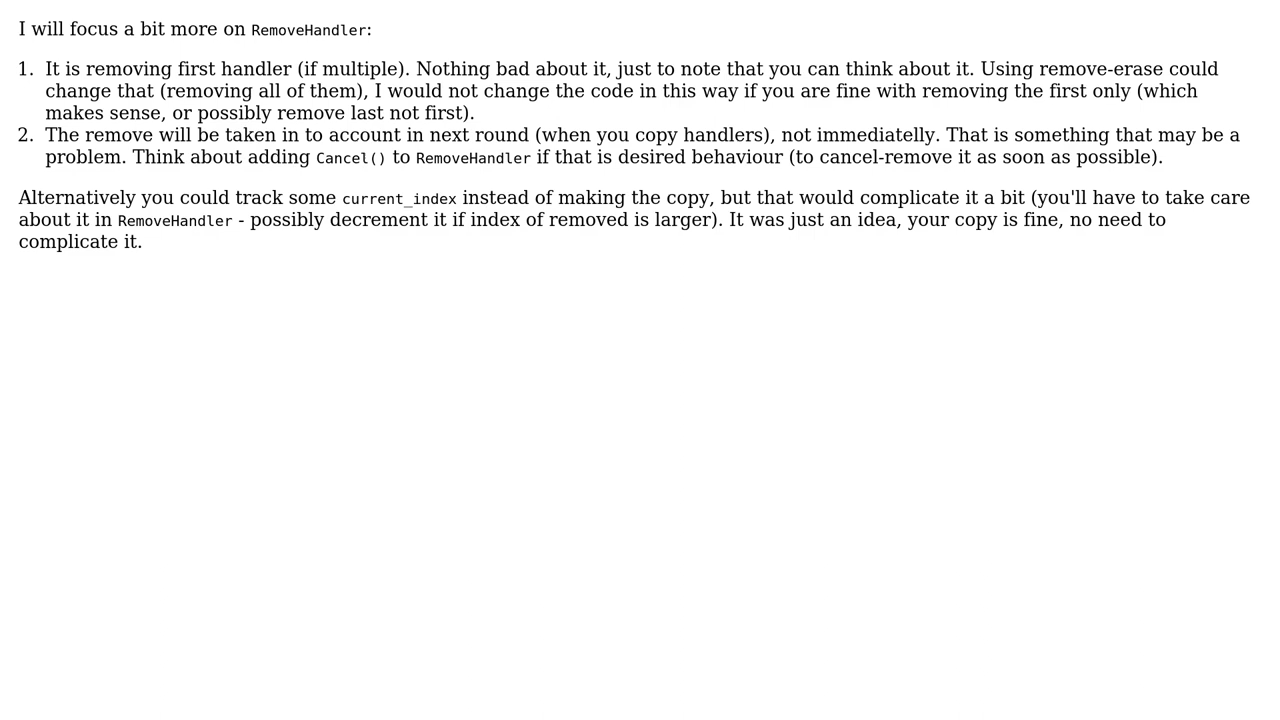 I will focus a bit more on RemoveHandler:
1. It is removing first handler (if multiple). Nothing bad about it, just to note that you can think about it. Using remove-erase could
change that (removing all of them), I would not change the code in this way if you are fine with removing the first only (which
makes sense, or possibly remove last not first).
2. The remove will be taken in to account in next round (when you copy handlers), not immediatelly. That is something that may be a
problem. Think about adding Cancel() to RemoveHandler if that is desired behaviour (to cancel-remove it as soon as possible).
Alternatively you could track some current_index instead of making the copy, but that would complicate it a bit (you'll have to take care
about it in RemoveHandler - possibly decrement it if index of removed is larger). It was just an idea, your copy is fine, no need to
complicate it.